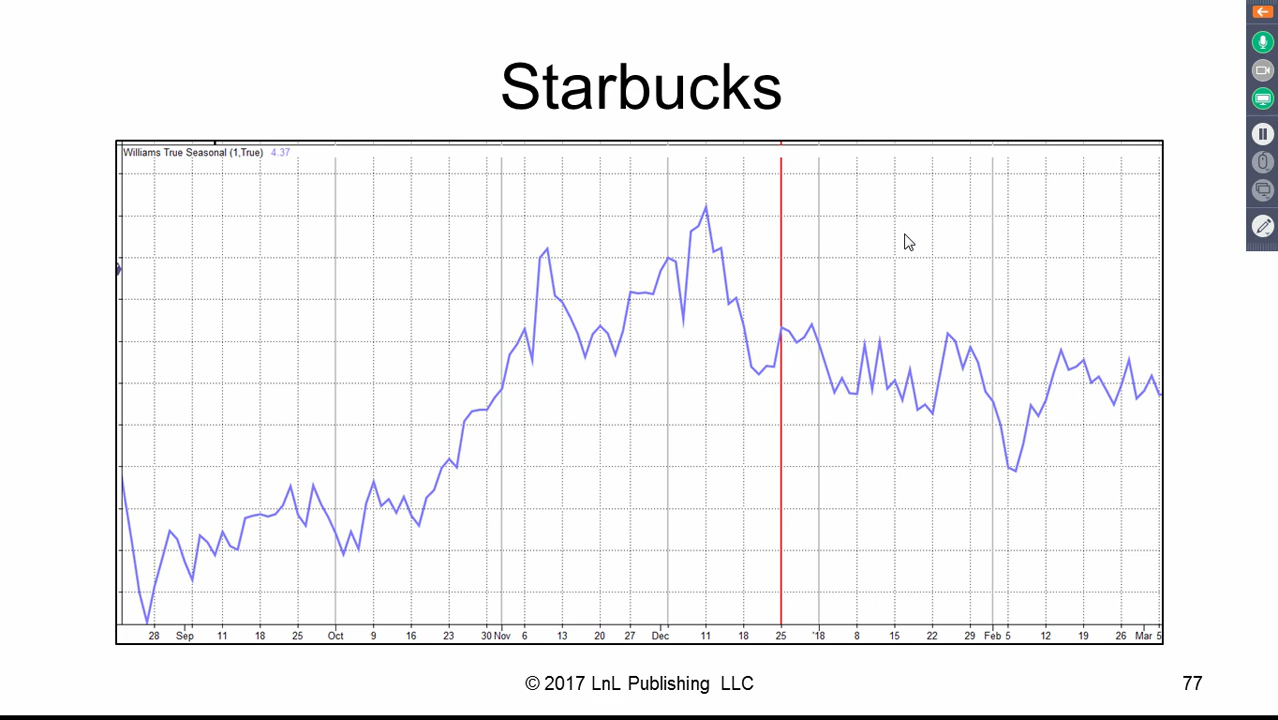 Starbucks
Williams True Seasonal (1,True) 4.37
28 Sep 11 18 25 Oct 9 16 23 30 Nov 6 13 20 27 Dec 11 18 25 '18 8 15 22 29 Feb 5 12 19 26 Mar 5
© 2017 LnL Publishing LLC 77